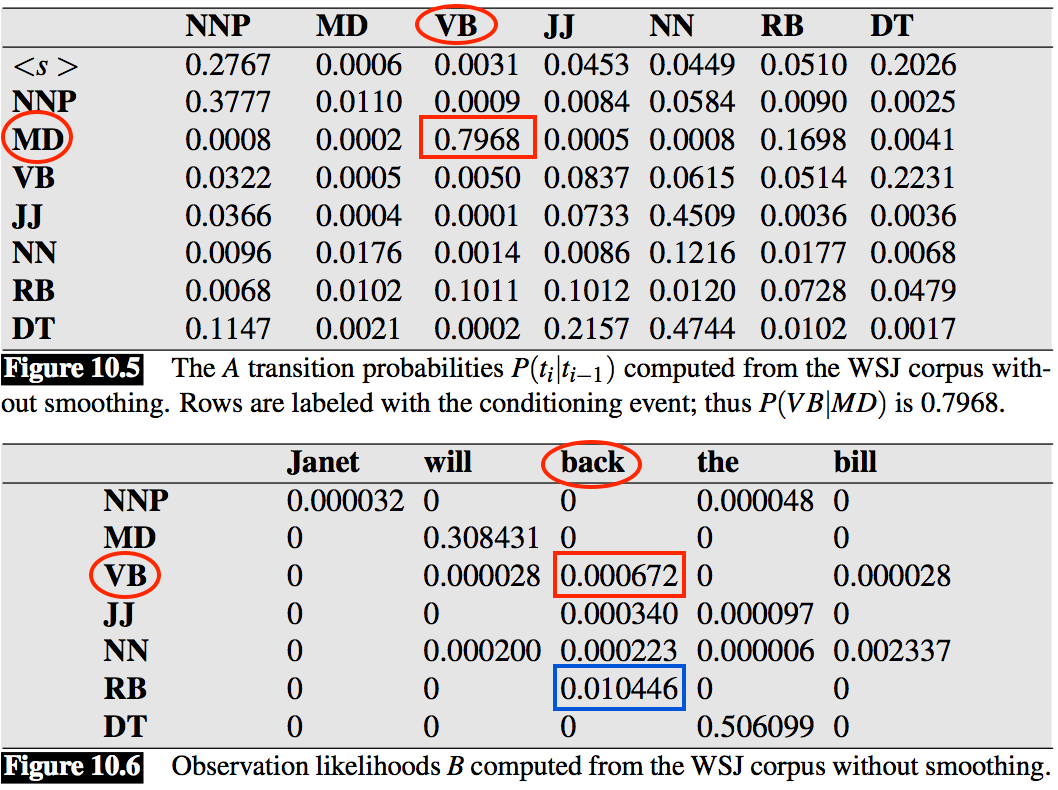 NNP MD VB JJ NN RB DT
<s > 0.2767 0.0006 0.0031 0.0453 0.0449 0.0510 0.2026
NNP 0.3777 0.0110 0.0009 0.0084 0.0584 0.0090 0.0025
MD 0.0008 0.0002 0.7968 0.0005 0.0008 0.1698 0.0041
VB 0.0322 0.0005 0.0050 0.0837 0.0615 0.0514 0.2231
JJ 0.0366 0.0004 0.0001 0.0733 0.4509 0.0036 0.0036
NN 0.0096 0.0176 0.0014 0.0086 0.1216 0.0177 0.0068
RB 0.0068 0.0102 0.1011 0.1012 0.0120 0.0728 0.0479
DT 0.1147 0.0021 0.0002 0.2157 0.4744 0.0102 0.0017
Figure 10.5 The A transition probabilities P(tᵢ|tᵢ₋₁) computed from the WSJ corpus with-
out smoothing. Rows are labeled with the conditioning event; thus P(VB|MD) is 0.7968.
Janet will back the bill
NNP 0.000032 0 0 0.000048 0
MD 0 0.308431 0 0 0
VB 0 0.000028 0.000672 0 0.000028
JJ 0 0 0.000340 0.000097 0
NN 0 0.000200 0.000223 0.000006 0.002337
RB 0 0 0.010446 0 0
DT 0 0 0 0.506099 0
Figure 10.6 Observation likelihoods B computed from the WSJ corpus without smoothing.